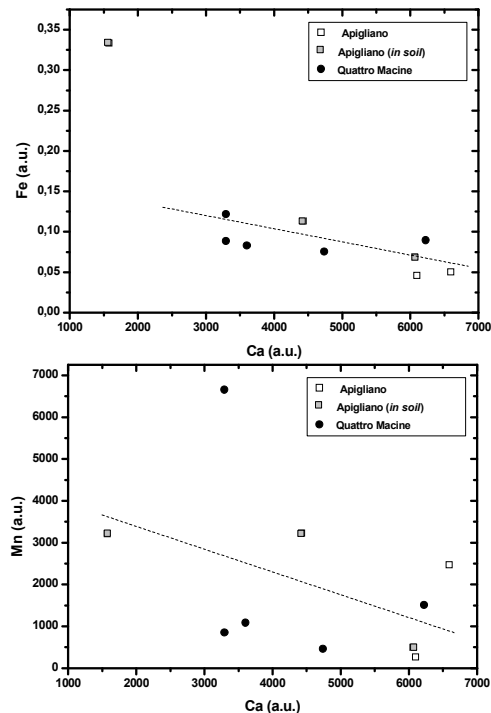 0,35
0,30
0,25
0,20
0,15
0,10
0,05
0,00
Fe (a.u.)
Apigliano
Apigliano (in soil)
Quattro Macine
1000 2000 3000 4000 5000 6000 7000
Ca (a.u.)
7000
6000
5000
4000
3000
2000
1000
0
Mn (a.u.)
Apigliano
Apigliano (in soil)
Quattro Macine
1000 2000 3000 4000 5000 6000 7000
Ca (a.u.)